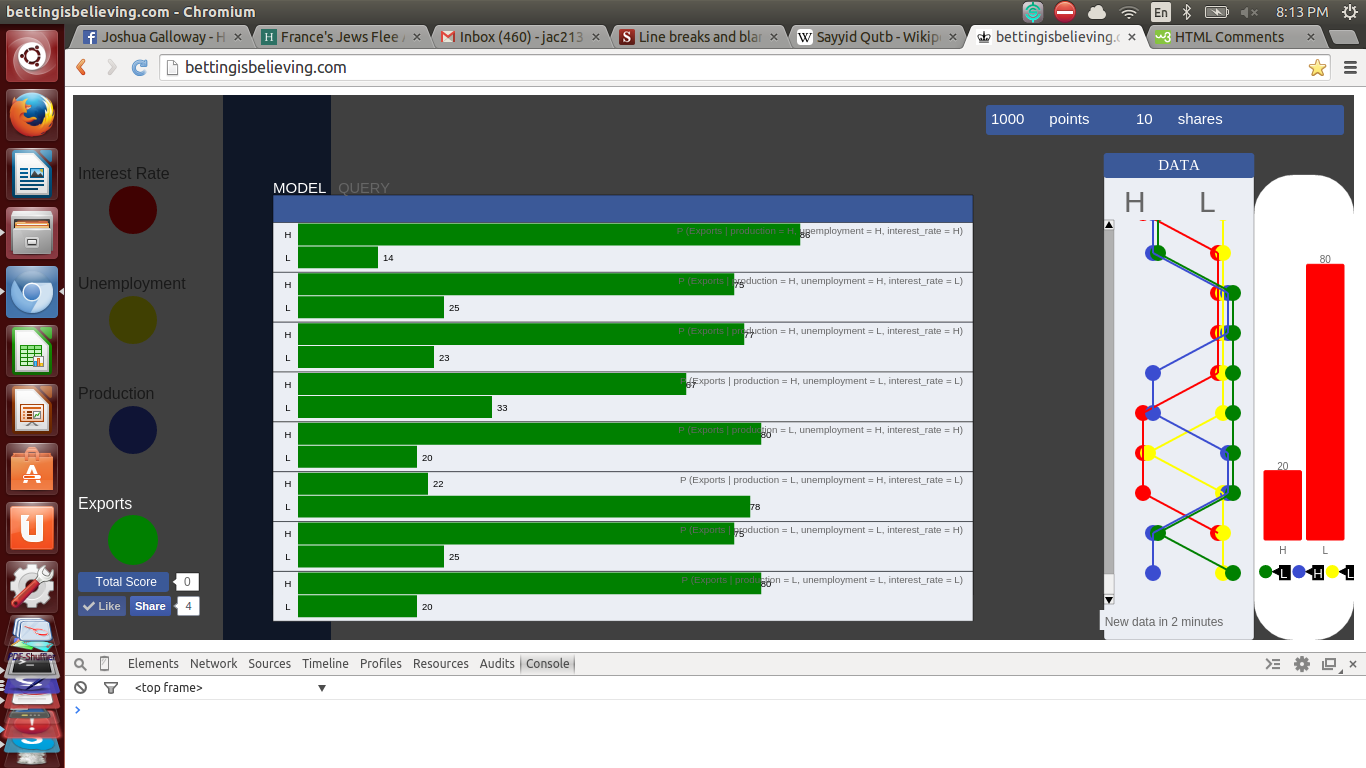 bettingisbelieving.com - Chromium
En
8:13 PM
Joshua Galloway - H
France's Jews Flee A
Inbox (460) - jac213
Line breaks and blan
Sayyid Qutb - Wikipe
bettingisbelieving.c
HTML Comments
bettingisbelieving.com
1000 points 10 shares
Interest Rate
Unemployment
Production
Exports
Total Score 0
Like Share 4
MODEL QUERY
H 86 P (Exports | production = H, unemployment = H, interest_rate = H)
L 14
H 75 P (Exports | production = H, unemployment = H, interest_rate = L)
L 25
H 77 P (Exports | production = H, unemployment = L, interest_rate = H)
L 23
H 67 P (Exports | production = H, unemployment = L, interest_rate = L)
L 33
H 80 P (Exports | production = L, unemployment = H, interest_rate = H)
L 20
H 22 P (Exports | production = L, unemployment = H, interest_rate = L)
L 78
H 75 P (Exports | production = L, unemployment = L, interest_rate = H)
L 25
H 80 P (Exports | production = L, unemployment = L, interest_rate = L)
L 20
DATA
H L
New data in 2 minutes
80
20
H L
L H L
Elements Network Sources Timeline Profiles Resources Audits Console
<top frame>